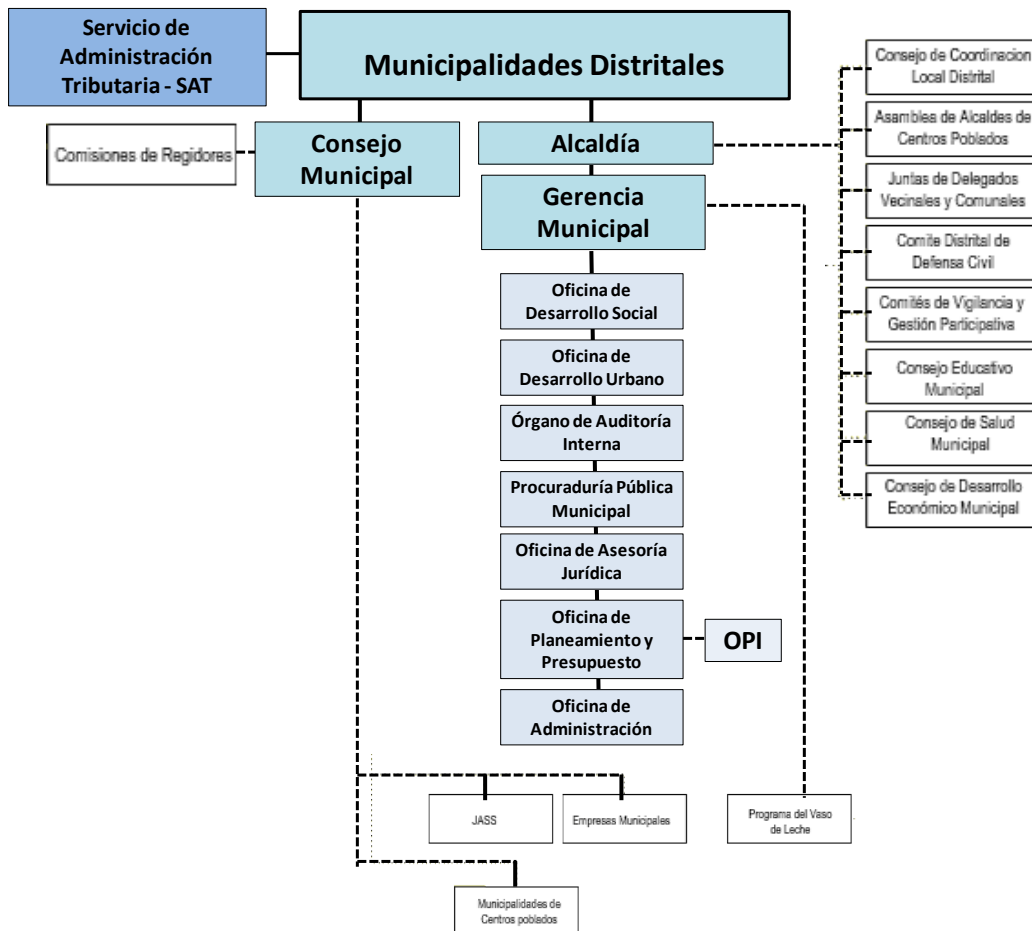 Servicio de
Administración
Tributaria - SAT
Municipalidades Distritales
Comisiones de Regidores
Consejo
Municipal
Alcaldía
Gerencia
Municipal
Oficina de
Desarrollo Social
Oficina de
Desarrollo Urbano
Órgano de Auditoría
Interna
Procuraduría Pública
Municipal
Oficina de Asesoría
Jurídica
Oficina de
Planeamiento y
Presupuesto
OPI
Oficina de
Administración
Consejo de Coordinacion
Local Distrital
Asamblea de Alcaldes de
Centros Poblados
Juntas de Delegados
Vecinales y Comunales
Comite Distrital de
Defensa Civil
Comités de Vigilancia y
Gestión Participativa
Consejo Educativo
Municipal
Consejo de Salud
Municipal
Consejo de Desarrollo
Económico Municipal
JASS
Empresas Municipales
Programa del Vaso
de Leche
Municipalidades de
Centros poblados